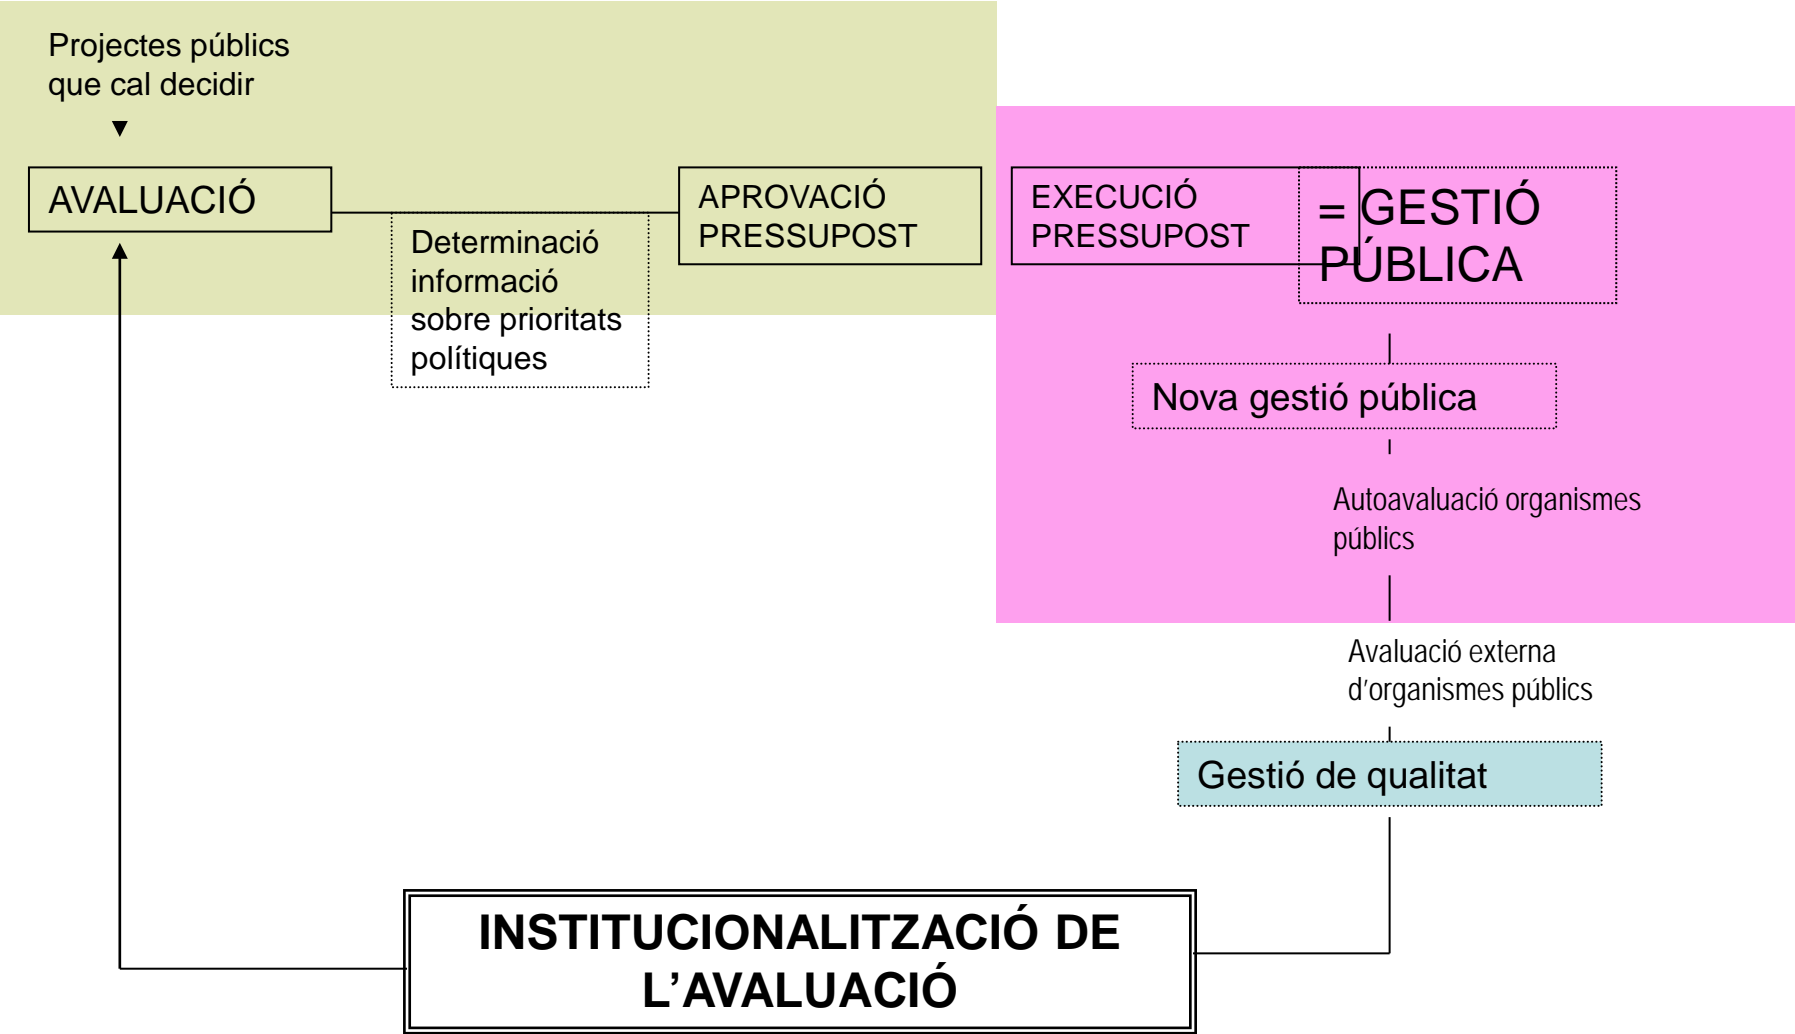 Projectes públics
que cal decidir
AVALUACIÓ
Determinació
informació
sobre prioritats
polítiques
APROVACIÓ
PRESSUPOST
EXECUCIÓ
PRESSUPOST
= GESTIÓ
PÚBLICA
Nova gestió pública
Autoavaluació organismes
públics
Avaluació externa
d’organismes públics
Gestió de qualitat
INSTITUCIONALITZACIÓ DE
L’AVALUACIÓ